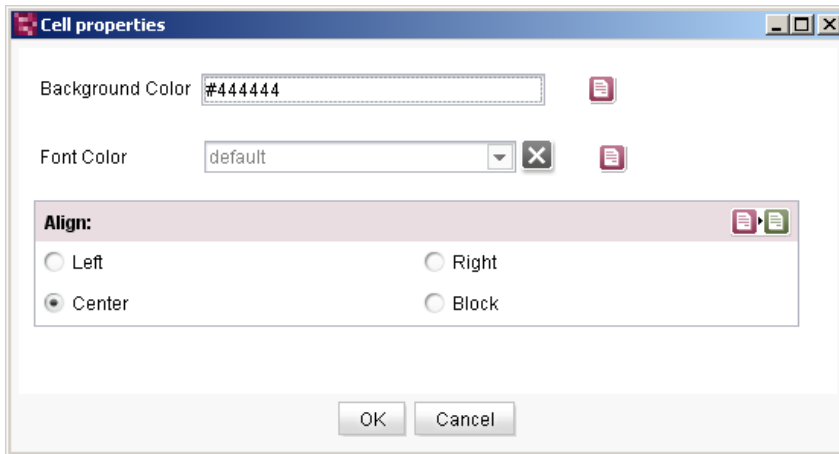 Cell properties
Background Color #444444
Font Color default
Align:
Left Right
Center Block
OK Cancel